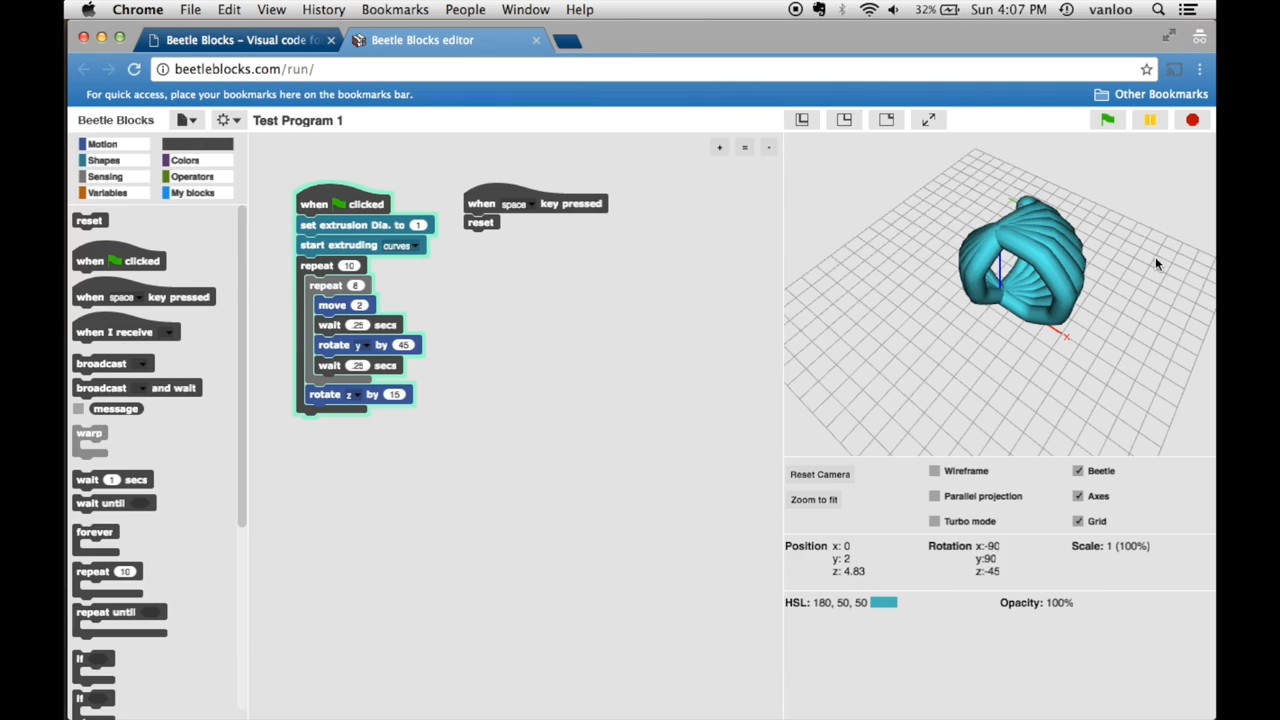 Chrome File Edit View History Bookmarks People Window Help 32% Sun 4:07 PM vanloo
Beetle Blocks – Visual code fo Beetle Blocks editor
beetleblocks.com/run/
For quick access, place your bookmarks here on the bookmarks bar. Other Bookmarks
Beetle Blocks Test Program 1
Motion
Shapes Colors
Sensing Operators
Variables My blocks
reset
when clicked
when space key pressed
when I receive
broadcast
broadcast and wait
message
warp
wait 1 secs
wait until
forever
repeat 10
repeat until
if
if
+ = -
when clicked
set extrusion Dia. to 1
start extruding curves
repeat 10
repeat 8
move 2
wait .25 secs
rotate y by 45
wait .25 secs
rotate z by 15
when space key pressed
reset
x
Reset Camera Wireframe Beetle
Zoom to fit Parallel projection Axes
Turbo mode Grid
Position x: 0 Rotation x:-90 Scale: 1 (100%)
y: 2 y:90
z: 4.83 z:-45
HSL: 180, 50, 50 Opacity: 100%